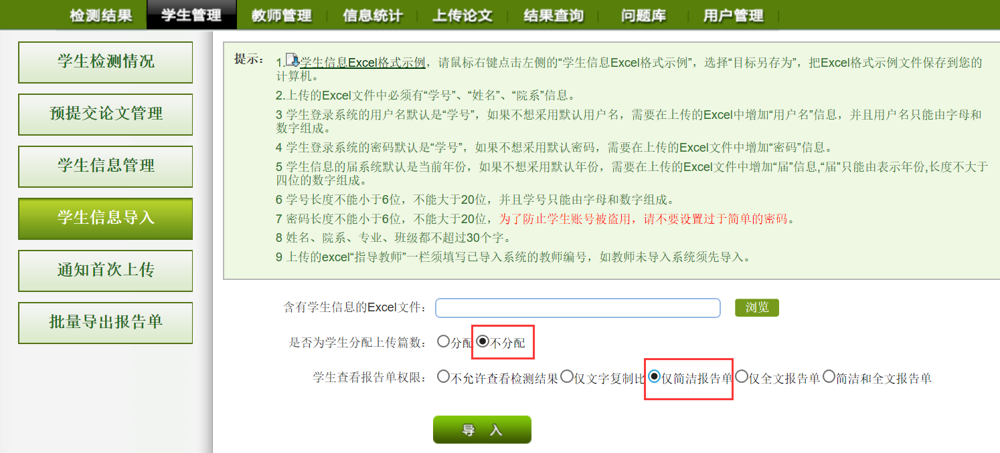 检测结果 学生管理 教师管理 信息统计 上传论文 结果查询 问题库 用户管理
学生检测情况
预提交论文管理
学生信息管理
学生信息导入
通知首次上传
批量导出报告单
提示：
1.学生信息Excel格式示例，请鼠标右键点击左侧的“学生信息Excel格式示例”，选择“目标另存为”，把Excel格式示例文件保存到您的
计算机。
2.上传的Excel文件中必须有“学号”、“姓名”、“院系”信息。
3 学生登录系统的用户名默认是“学号”，如果不想采用默认用户名，需要在上传的Excel中增加“用户名”信息，并且用户名只能由字母和
数字组成。
4 学生登录系统的密码默认是“学号”，如果不想采用默认密码，需要在上传的Excel文件中增加“密码”信息。
5 学生信息的届系统默认是当前年份，如果不想采用默认年份，需要在上传的Excel文件中增加“届”信息,“届”只能由表示年份,长度不大于
四位的数字组成。
6 学号长度不能小于6位，不能大于20位，并且学号只能由字母和数字组成。
7 密码长度不能小于6位，不能大于20位，为了防止学生账号被盗用，请不要设置过于简单的密码。
8 姓名、院系、专业、班级都不超过30个字。
9 上传的excel“指导教师”一栏须填写已导入系统的教师编号，如教师未导入系统须先导入。
含有学生信息的Excel文件： 浏览
是否为学生分配上传篇数： 分配 不分配
学生查看报告单权限： 不允许查看检测结果 仅文字复制比 仅简洁报告单 仅全文报告单 简洁和全文报告单
导 入